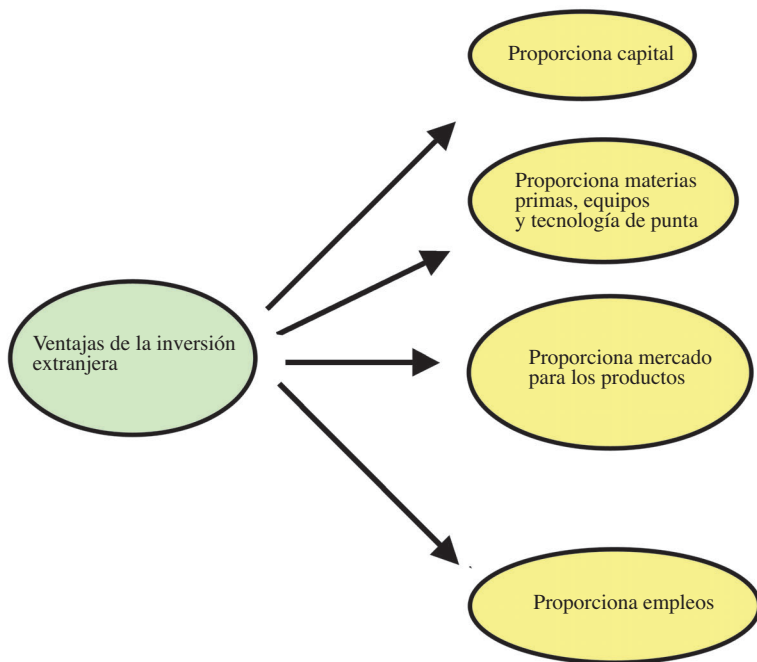 Proporciona capital
Proporciona materias
primas, equipos
y tecnología de punta
Ventajas de la inversión
extranjera
Proporciona mercado
para los productos
Proporciona empleos